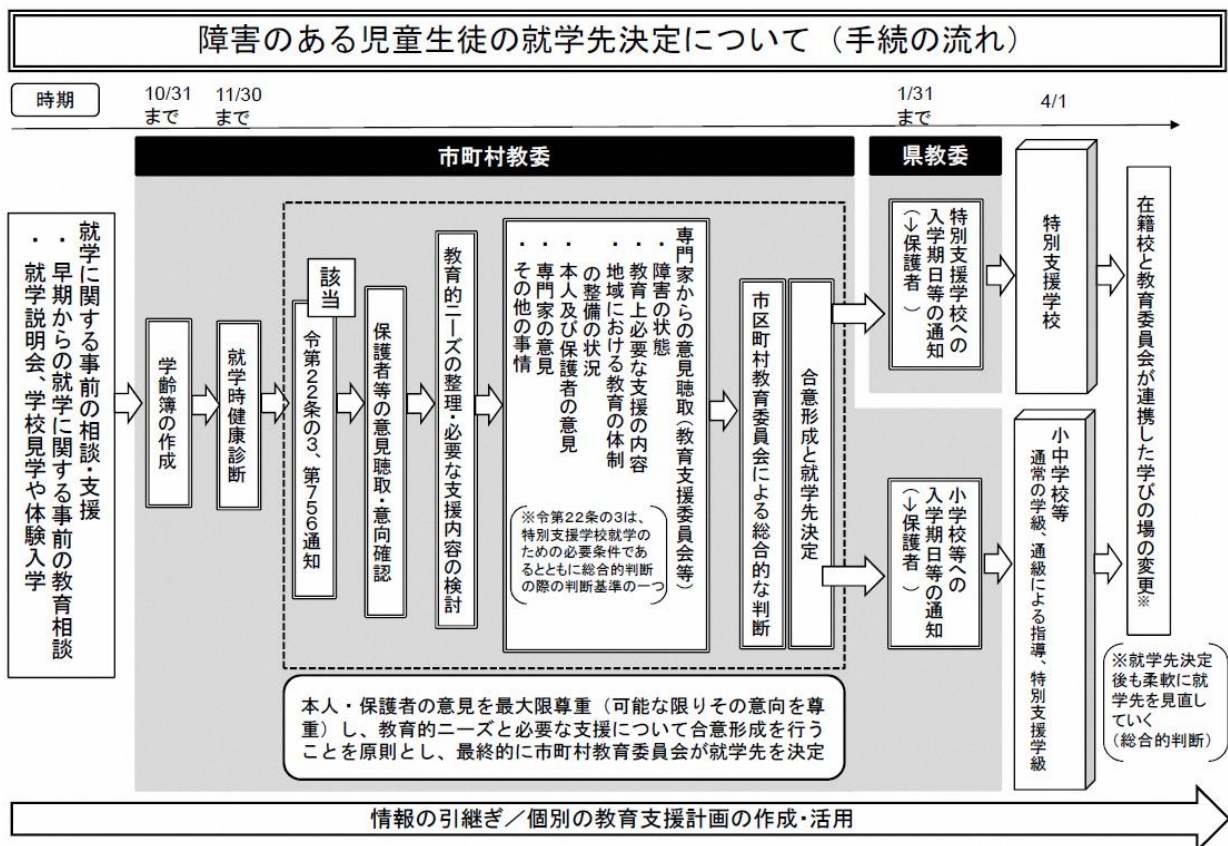 障害のある児童生徒の就学先決定について（手続の流れ）
時期
10/31
まで
11/30
まで
1/31
まで
4/1
市町村教委
県教委
就学に関する事前の相談・支援
・早期からの就学に関する事前の教育相談
・就学説明会、学校見学や体験入学
学齢簿の作成
就学時健康診断
該当
令第22条の3、第756通知
保護者等の意見聴取・意向確認
教育的ニーズの整理・必要な支援内容の検討
専門家からの意見聴取（教育支援委員会等）
・障害の状態
・教育上必要な支援の内容
・地域における教育の体制
の整備の状況
・本人及び保護者の意見
・専門家の意見
・その他の事情
※令第22条の3は、
特別支援学校就学の
ための必要条件であ
るとともに総合的判断
の際の判断基準の一つ
市区町村教育委員会による総合的な判断
合意形成と就学先決定
特別支援学校への
入学期日等の通知
（↓保護者）
小学校等への
入学期日等の通知
（↓保護者）
特別支援学校
小中学校等
通常の学級、通級による指導、特別支援学級
在籍校と教育委員会が連携した学びの場の変更※
※就学先決定
後も柔軟に就
学先を見直し
ていく
（総合的判断）
本人・保護者の意見を最大限尊重（可能な限りその意向を尊
重）し、教育的ニーズと必要な支援について合意形成を行う
ことを原則とし、最終的に市町村教育委員会が就学先を決定
情報の引継ぎ／個別の教育支援計画の作成・活用